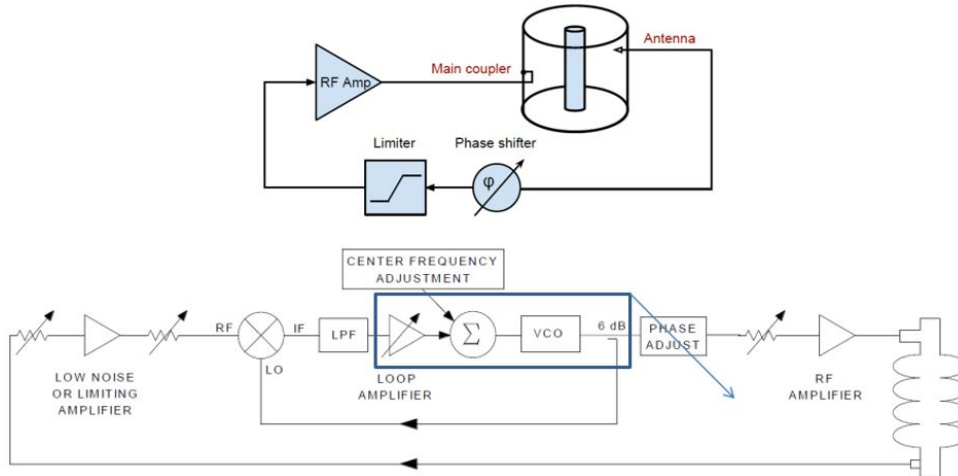 Antenna
Main coupler
RF Amp
Limiter
Phase shifter
φ
CENTER FREQUENCY
ADJUSTMENT
RF
IF
LPF
Σ
VCO
6 dB
PHASE
ADJUST
LO
LOW NOISE
OR LIMITING
AMPLIFIER
LOOP
AMPLIFIER
RF
AMPLIFIER